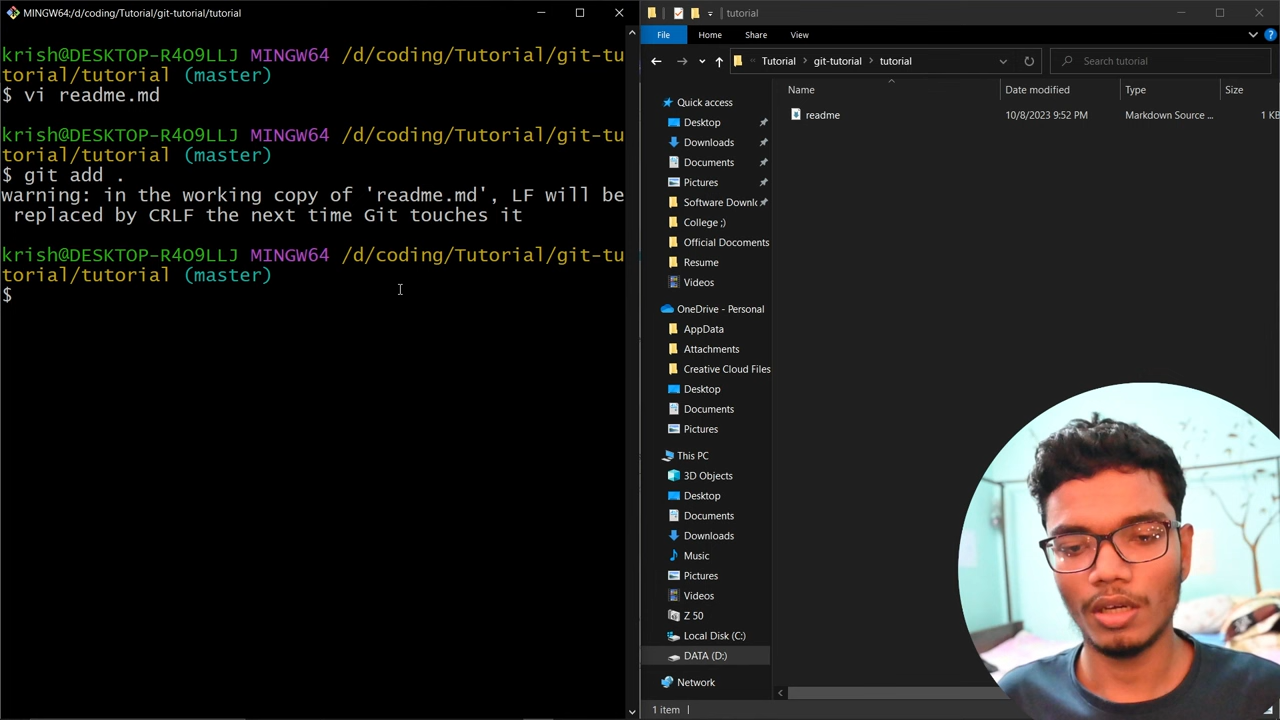 MINGW64:/d/coding/Tutorial/git-tutorial/tutorial
krish@DESKTOP-R4O9LLJ MINGW64 /d/coding/Tutorial/git-tu
torial/tutorial (master)
$ vi readme.md
krish@DESKTOP-R4O9LLJ MINGW64 /d/coding/Tutorial/git-tu
torial/tutorial (master)
$ git add .
warning: in the working copy of 'readme.md', LF will be
replaced by CRLF the next time Git touches it
krish@DESKTOP-R4O9LLJ MINGW64 /d/coding/Tutorial/git-tu
torial/tutorial (master)
$
tutorial
File Home Share View
Tutorial git-tutorial tutorial
Search tutorial
Name Date modified Type Size
readme 10/8/2023 9:52 PM Markdown Source ... 1 KB
Quick access
Desktop
Downloads
Documents
Pictures
Software Downl
College ;)
Official Docoments
Resume
Videos
OneDrive - Personal
AppData
Attachments
Creative Cloud Files
Desktop
Documents
Pictures
This PC
3D Objects
Desktop
Documents
Downloads
Music
Pictures
Videos
Z 50
Local Disk (C:)
DATA (D:)
Network
1 item